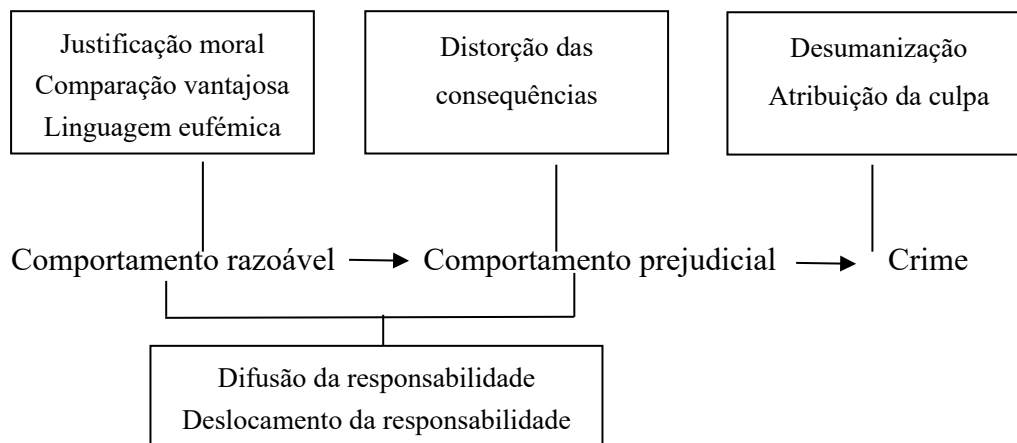 Justificação moral
Comparação vantajosa
Linguagem eufémica
Distorção das
consequências
Desumanização
Atribuição da culpa
Comportamento razoável
Comportamento prejudicial
Crime
Difusão da responsabilidade
Deslocamento da responsabilidade